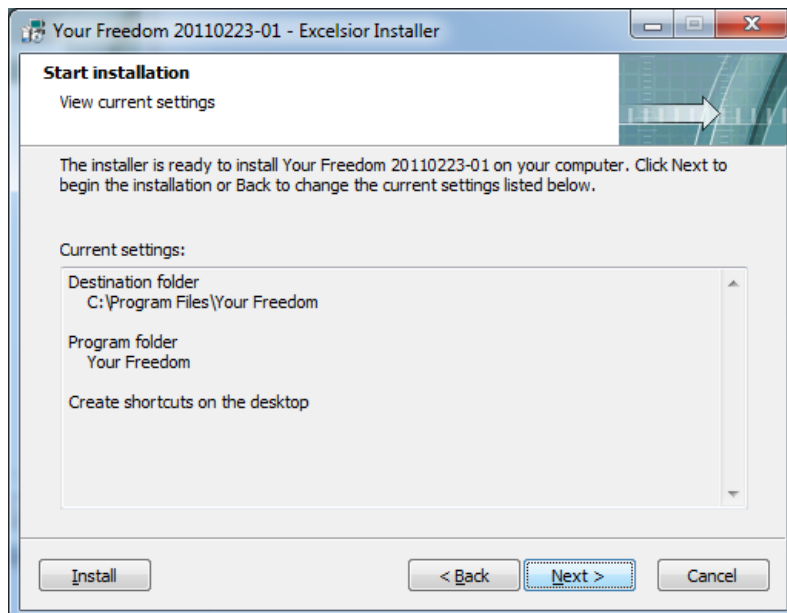 Your Freedom 20110223-01 - Excelsior Installer
Start installation
View current settings
The installer is ready to install Your Freedom 20110223-01 on your computer. Click Next to
begin the installation or Back to change the current settings listed below.
Current settings:
Destination folder
C:\Program Files\Your Freedom
Program folder
Your Freedom
Create shortcuts on the desktop
Install
< Back
Next >
Cancel